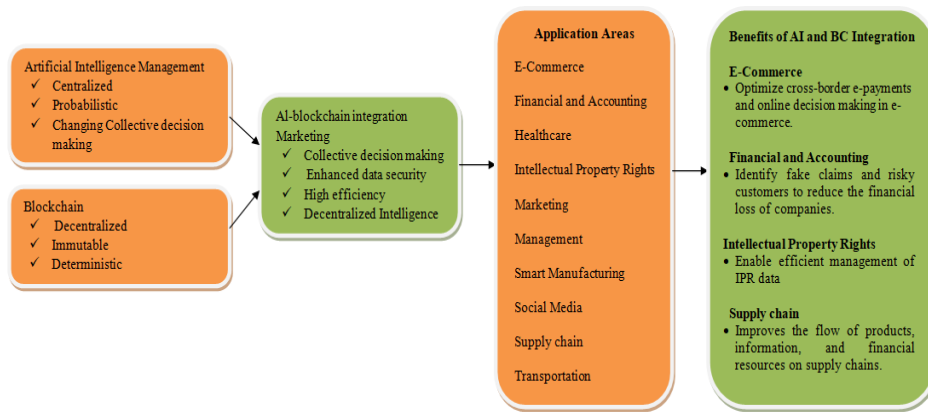 Artificial Intelligence Management
✓ Centralized
✓ Probabilistic
✓ Changing Collective decision
making
Blockchain
✓ Decentralized
✓ Immutable
✓ Deterministic
AI-blockchain integration
Marketing
✓ Collective decision making
✓ Enhanced data security
✓ High efficiency
✓ Decentralized Intelligence
Application Areas
E-Commerce
Financial and Accounting
Healthcare
Intellectual Property Rights
Marketing
Management
Smart Manufacturing
Social Media
Supply chain
Transportation
Benefits of AI and BC Integration
E-Commerce
• Optimize cross-border e-payments
and online decision making in e-
commerce.
Financial and Accounting
• Identify fake claims and risky
customers to reduce the financial
loss of companies.
Intellectual Property Rights
• Enable efficient management of
IPR data
Supply chain
• Improves the flow of products,
information, and financial
resources on supply chains.